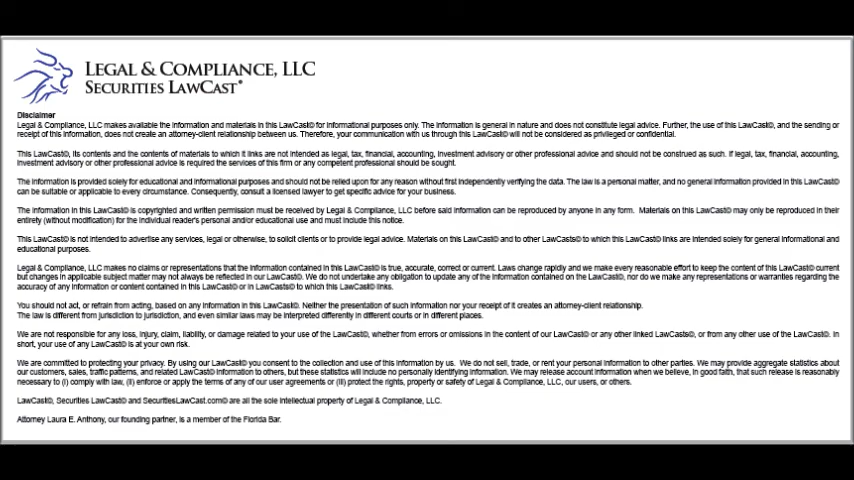 LEGAL & COMPLIANCE, LLC
SECURITIES LAWCAST®
Disclaimer
Legal & Compliance, LLC makes available the information and materials in this LawCast© for informational purposes only. The information is general in nature and does not constitute legal advice. Further, the use of this LawCast©, and the sending or
receipt of this information, does not create an attorney-client relationship between us. Therefore, your communication with us through this LawCast© will not be considered as privileged or confidential.
This LawCast©, its contents and the contents of materials to which it links are not intended as legal, tax, financial, accounting, investment advisory or other professional advice and should not be construed as such. If legal, tax, financial, accounting,
investment advisory or other professional advice is required the services of this firm or any competent professional should be sought.
The information is provided solely for educational and informational purposes and should not be relied upon for any reason without first independently verifying the data. The law is a personal matter, and no general information provided in this LawCast©
can be suitable or applicable to every circumstance. Consequently, consult a licensed lawyer to get specific advice for your business.
The information in this LawCast© is copyrighted and written permission must be received by Legal & Compliance, LLC before said information can be reproduced by anyone in any form. Materials on this LawCast© may only be reproduced in their
entirety (without modification) for the individual reader's personal and/or educational use and must include this notice.
This LawCast© is not intended to advertise any services, legal or otherwise, to solicit clients or to provide legal advice. Materials on this LawCast© and to other LawCasts© to which this LawCast© links are intended solely for general informational and
educational purposes.
Legal & Compliance, LLC makes no claims or representations that the information contained in this LawCast© is true, accurate, correct or current. Laws change rapidly and we make every reasonable effort to keep the content of this LawCast© current
but changes in applicable subject matter may not always be reflected in our LawCast©. We do not undertake any obligation to update any of the information contained on the LawCast©, nor do we make any representations or warranties regarding the
accuracy of any information or content contained in this LawCast© or in LawCasts© to which this LawCast© links.
You should not act, or refrain from acting, based on any information in this LawCast©. Neither the presentation of such information nor your receipt of it creates an attorney-client relationship.
The law is different from jurisdiction to jurisdiction, and even similar laws may be interpreted differently in different courts or in different places.
We are not responsible for any loss, injury, claim, liability, or damage related to your use of the LawCast©, whether from errors or omissions in the content of our LawCast© or any other linked LawCasts©, or from any other use of the LawCast©. In
short, your use of any LawCast© is at your own risk.
We are committed to protecting your privacy. By using our LawCast© you consent to the collection and use of this information by us. We do not sell, trade, or rent your personal information to other parties. We may provide aggregate statistics about
our customers, sales, traffic patterns, and related LawCast© information to others, but these statistics will include no personally identifying information. We may release account information when we believe, in good faith, that such release is reasonably
necessary to (i) comply with law, (ii) enforce or apply the terms of any of our user agreements or (iii) protect the rights, property or safety of Legal & Compliance, LLC, our users, or others.
LawCast©, Securities LawCast© and SecuritiesLawCast.com© are all the sole intellectual property of Legal & Compliance, LLC.
Attorney Laura E. Anthony, our founding partner, is a member of the Florida Bar.